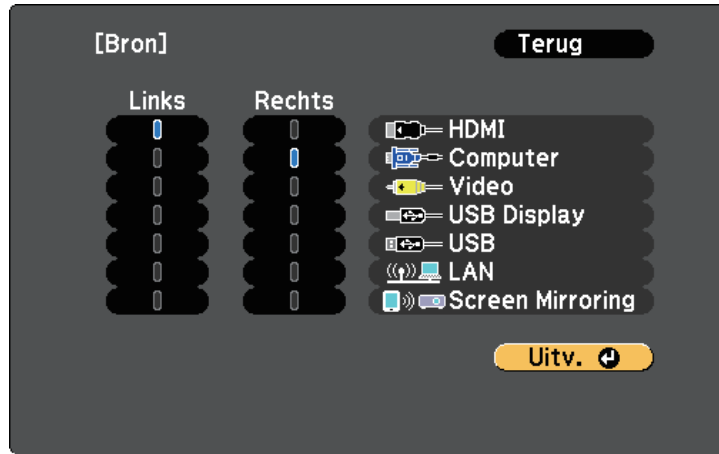 [Bron] Terug
Links Rechts
HDMI
Computer
Video
USB Display
USB
LAN
Screen Mirroring
Uitv.